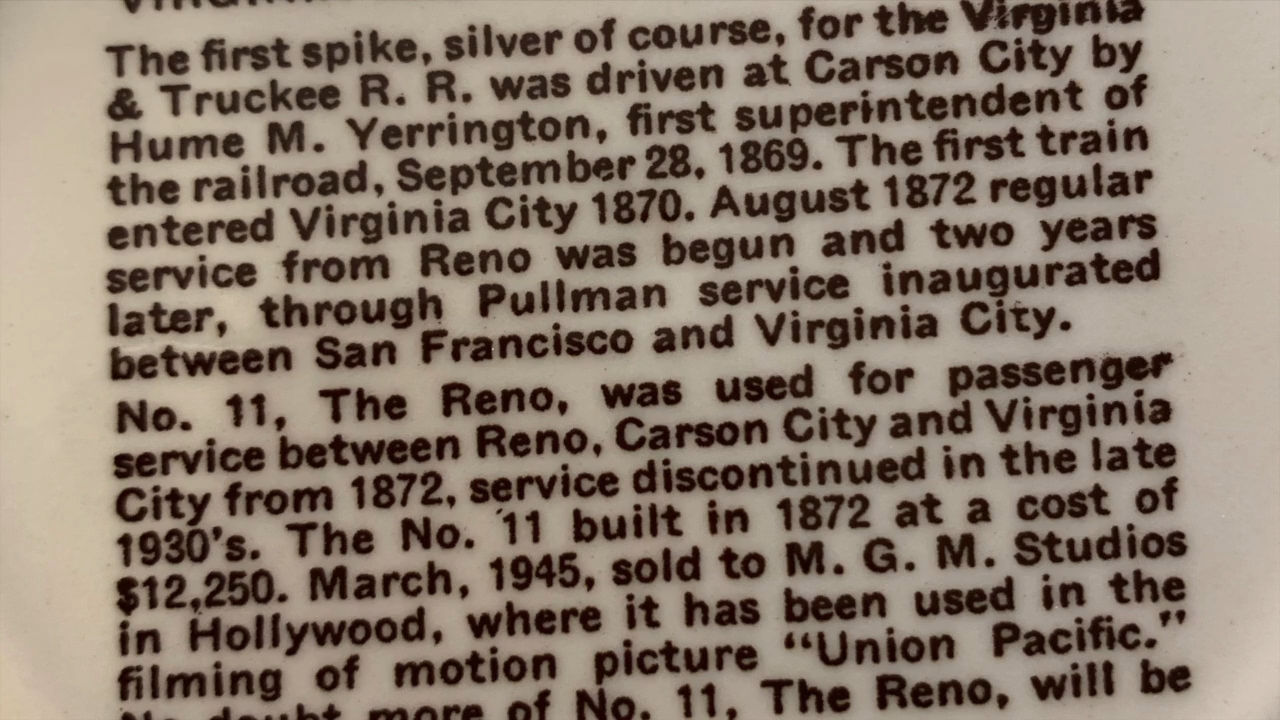 The first spike, silver of course, for the Virginia
& Truckee R. R. was driven at Carson City by
Hume M. Yerrington, first superintendent of
the railroad, September 28, 1869. The first train
entered Virginia City 1870. August 1872 regular
service from Reno was begun and two years
later, through Pullman service inaugurated
between San Francisco and Virginia City.
No. 11, The Reno, was used for passenger
service between Reno, Carson City and Virginia
City from 1872, service discontinued in the late
1930's. The No. 11 built in 1872 at a cost of
$12,250. March, 1945, sold to M. G. M. Studios
in Hollywood, where it has been used in the
filming of motion picture “Union Pacific.”
No doubt more of No. 11, The Reno, will be